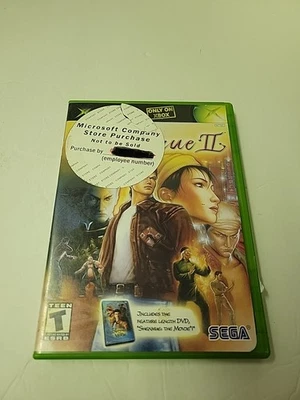 ONLY ON
XBOX
Microsoft Company
Store Purchase
Not to be Sold
Purchase by
(employee number)
ue II
TEEN
T
ESRB
INCLUDES THE
FEATURE LENGTH DVD,
"SHENMUE THE MOVIE"!
SEGA